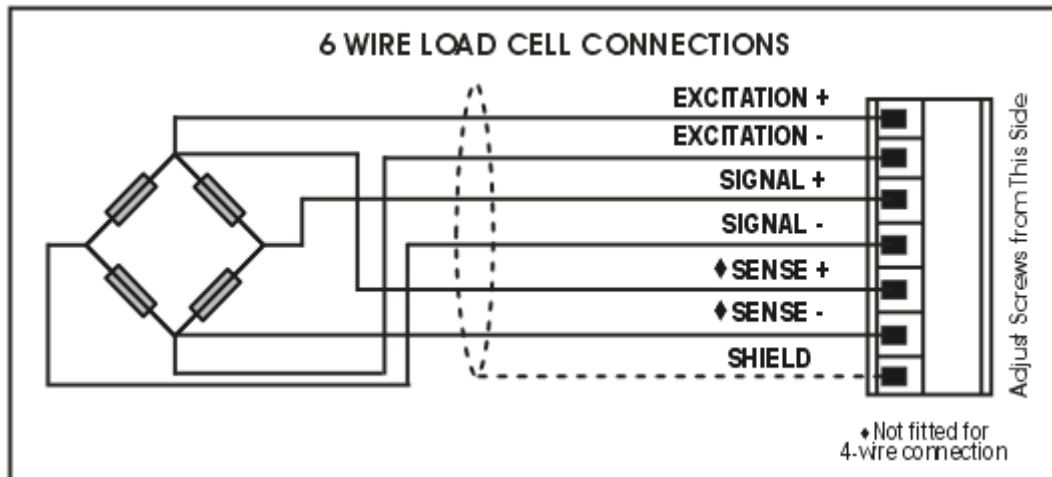 6 WIRE LOAD CELL CONNECTIONS
EXCITATION +
EXCITATION -
SIGNAL +
SIGNAL -
♦SENSE +
♦SENSE -
SHIELD
Adjust Screws from This Side
♦Not fitted for
4-wire connection